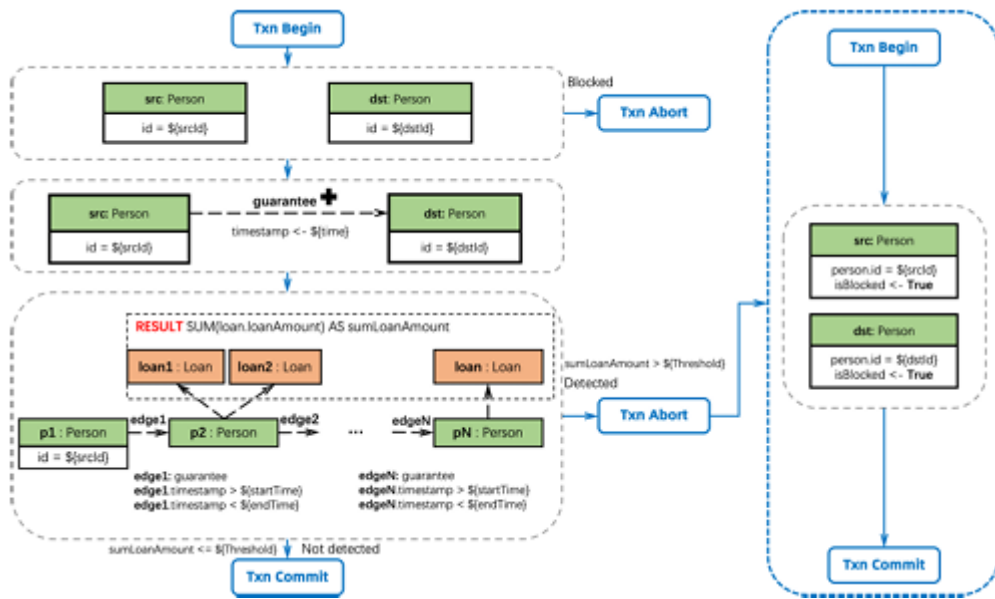 Txn Begin
src: Person
id = ${srcId}
dst: Person
id = ${dstId}
Blocked
Txn Abort
src: Person
id = ${srcId}
guarantee
timestamp <- ${time}
dst: Person
id = ${dstId}
RESULT SUM(loan.loanAmount) AS sumLoanAmount
loan1 : Loan
loan2 : Loan
loan : Loan
p1 : Person
id = ${srcId}
edge1
p2 : Person
edge2
...
edgeN
pN : Person
edge1: guarantee
edge1.timestamp > ${startTime)
edge1.timestamp < ${endTime)
edgeN: guarantee
edgeN.timestamp > ${startTime)
edgeN.timestamp < ${endTime)
sumLoanAmount > ${Threshold}
Detected
Txn Abort
sumLoanAmount <= ${Threshold}
Not detected
Txn Commit
Txn Begin
src: Person
person.id = ${srcId}
isBlocked <- True
dst: Person
person.id = ${dstId}
isBlocked <- True
Txn Commit